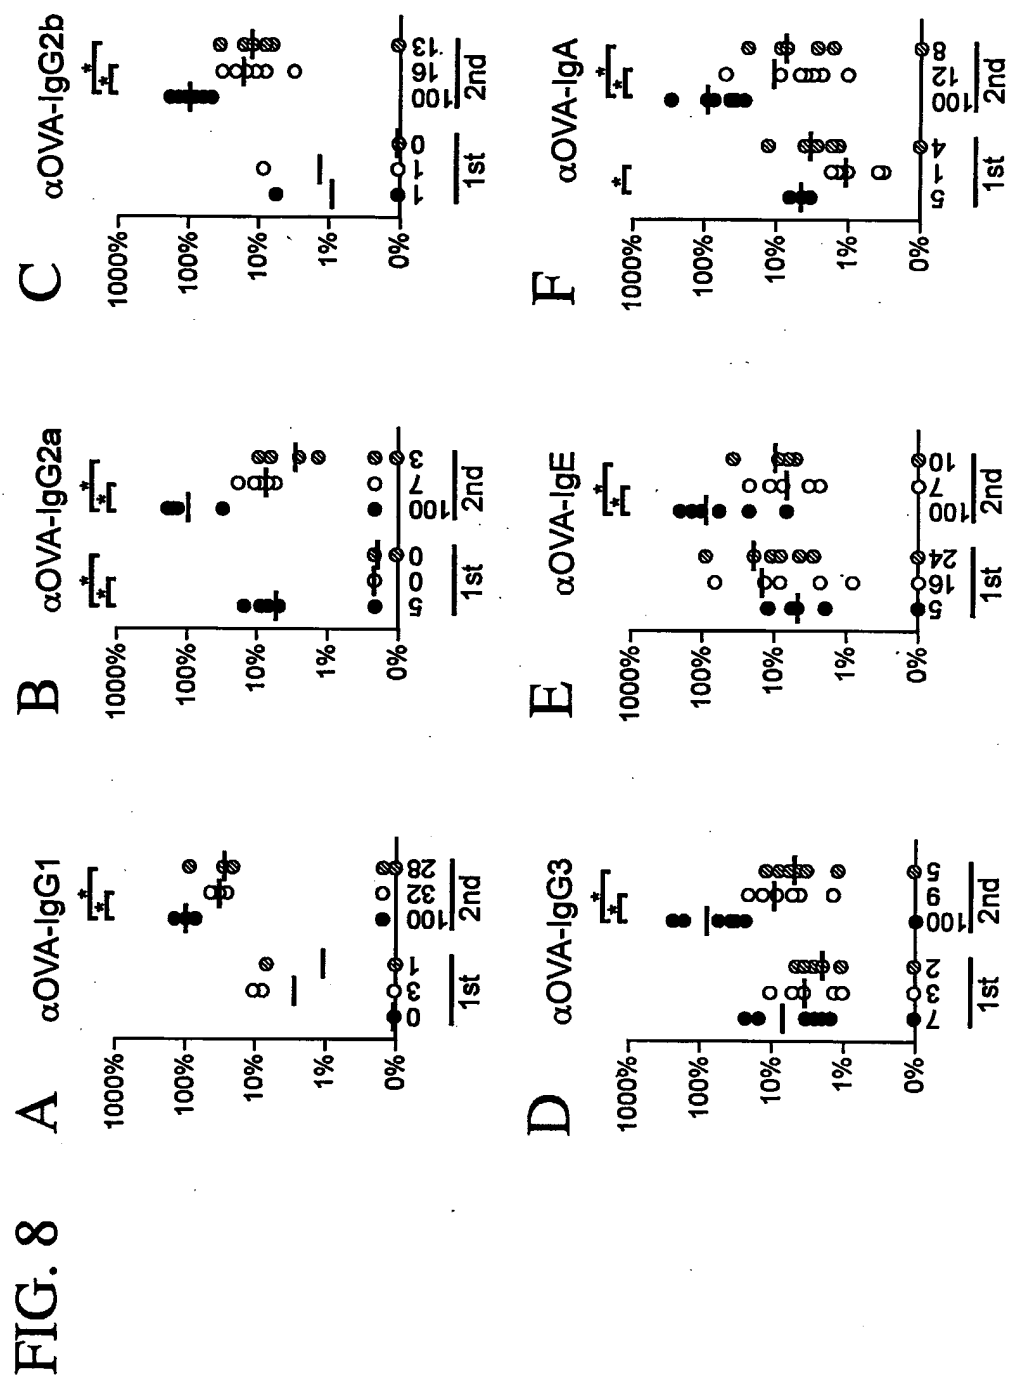 FIG. 8
A
αOVA-IgG1
* *
1000%
100%
10%
1%
0%
0 3 1 100 32 28
1st 2nd
B
αOVA-IgG2a
* * * *
1000%
100%
10%
1%
0%
5 0 0 100 7 3
1st 2nd
C
αOVA-IgG2b
* *
1000%
100%
10%
1%
0%
1 1 0 100 16 13
1st 2nd
D
αOVA-IgG3
* *
1000%
100%
10%
1%
0%
7 3 2 100 9 5
1st 2nd
E
αOVA-IgE
* *
1000%
100%
10%
1%
0%
5 16 24 100 7 10
1st 2nd
F
αOVA-IgA
* * *
1000%
100%
10%
1%
0%
5 1 4 100 12 8
1st 2nd